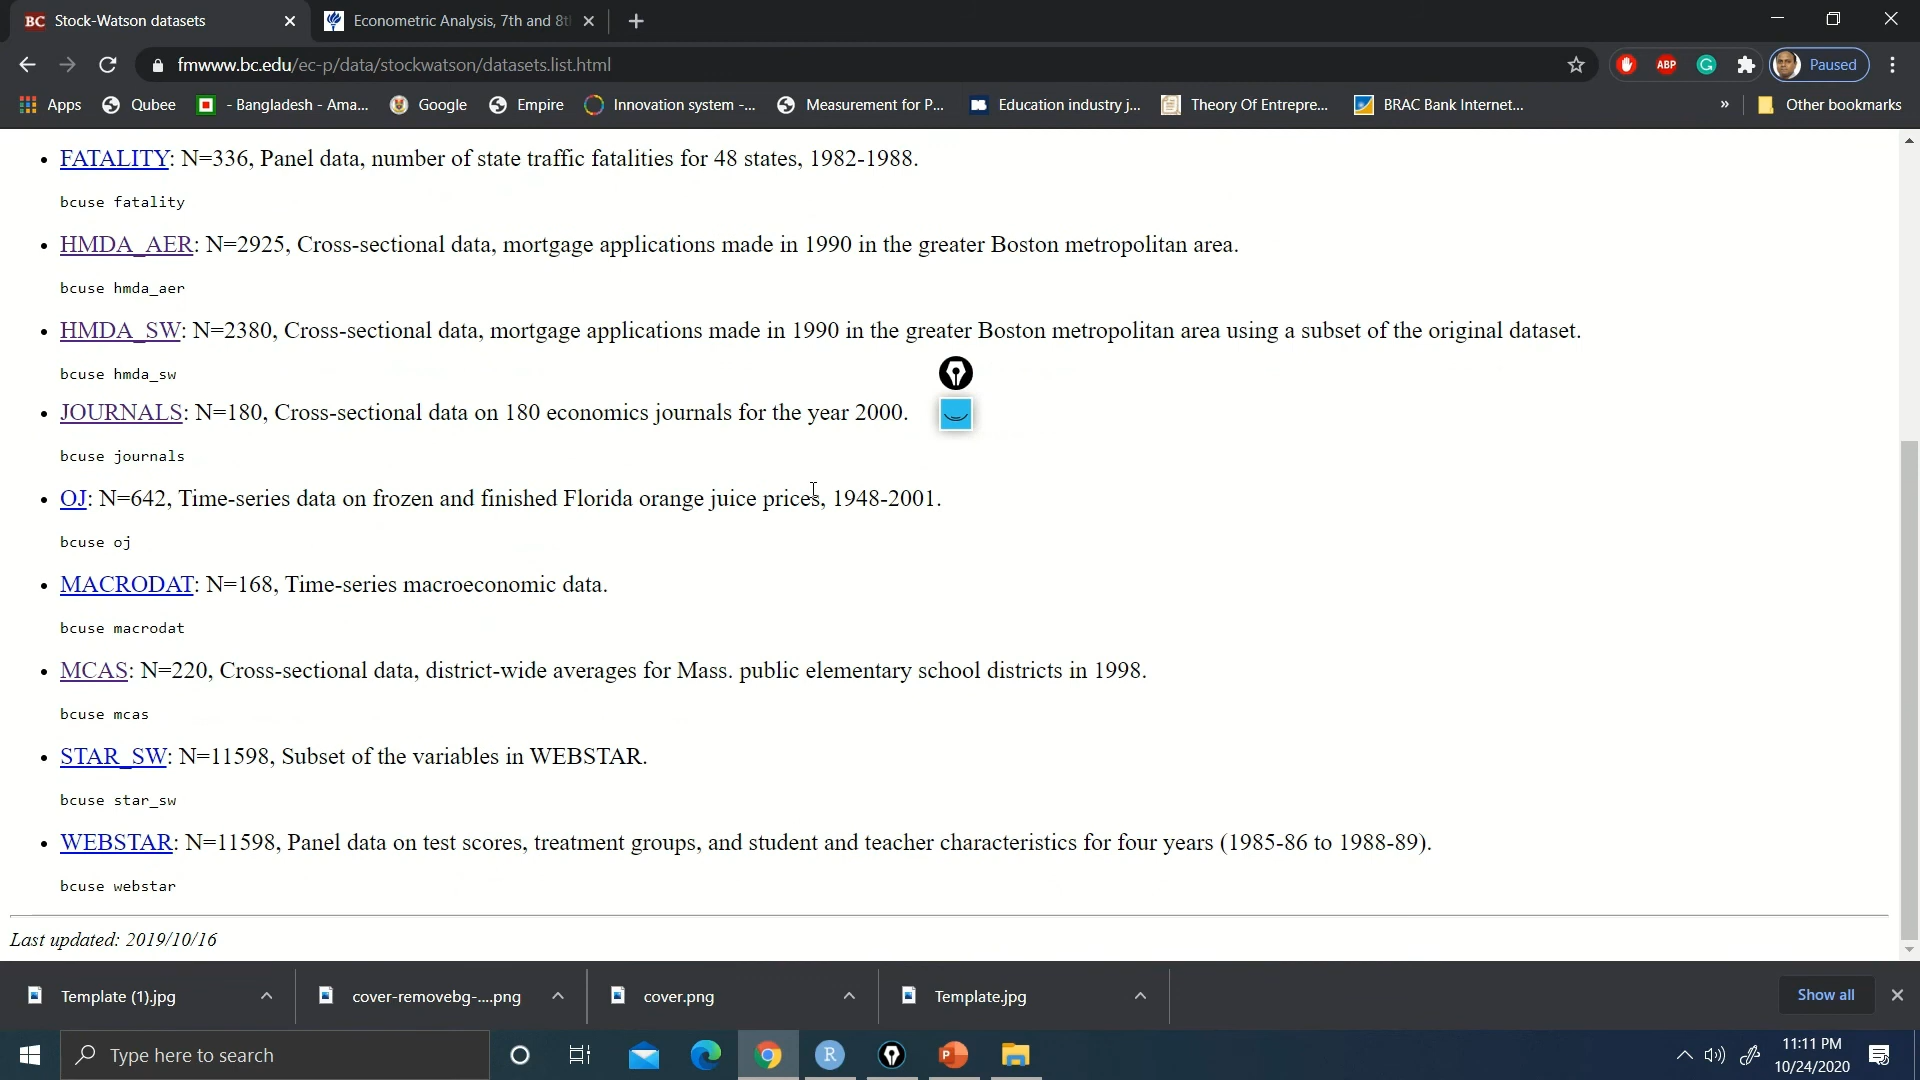 Stock-Watson datasets
Econometric Analysis, 7th and 8t
fmwww.bc.edu/ec-p/data/stockwatson/datasets.list.html
ABP
Paused
Apps
Qubee
- Bangladesh - Ama...
Google
Empire
Innovation system -...
Measurement for P...
Education industry j...
Theory Of Entrepre...
BRAC Bank Internet...
»
Other bookmarks
• FATALITY: N=336, Panel data, number of state traffic fatalities for 48 states, 1982-1988.
bcuse fatality
• HMDA_AER: N=2925, Cross-sectional data, mortgage applications made in 1990 in the greater Boston metropolitan area.
bcuse hmda_aer
• HMDA_SW: N=2380, Cross-sectional data, mortgage applications made in 1990 in the greater Boston metropolitan area using a subset of the original dataset.
bcuse hmda_sw
• JOURNALS: N=180, Cross-sectional data on 180 economics journals for the year 2000.
bcuse journals
• OJ: N=642, Time-series data on frozen and finished Florida orange juice prices, 1948-2001.
bcuse oj
• MACRODAT: N=168, Time-series macroeconomic data.
bcuse macrodat
• MCAS: N=220, Cross-sectional data, district-wide averages for Mass. public elementary school districts in 1998.
bcuse mcas
• STAR_SW: N=11598, Subset of the variables in WEBSTAR.
bcuse star_sw
• WEBSTAR: N=11598, Panel data on test scores, treatment groups, and student and teacher characteristics for four years (1985-86 to 1988-89).
bcuse webstar
Last updated: 2019/10/16
Template (1).jpg
cover-removebg-....png
cover.png
Template.jpg
Show all
Type here to search
11:11 PM
10/24/2020